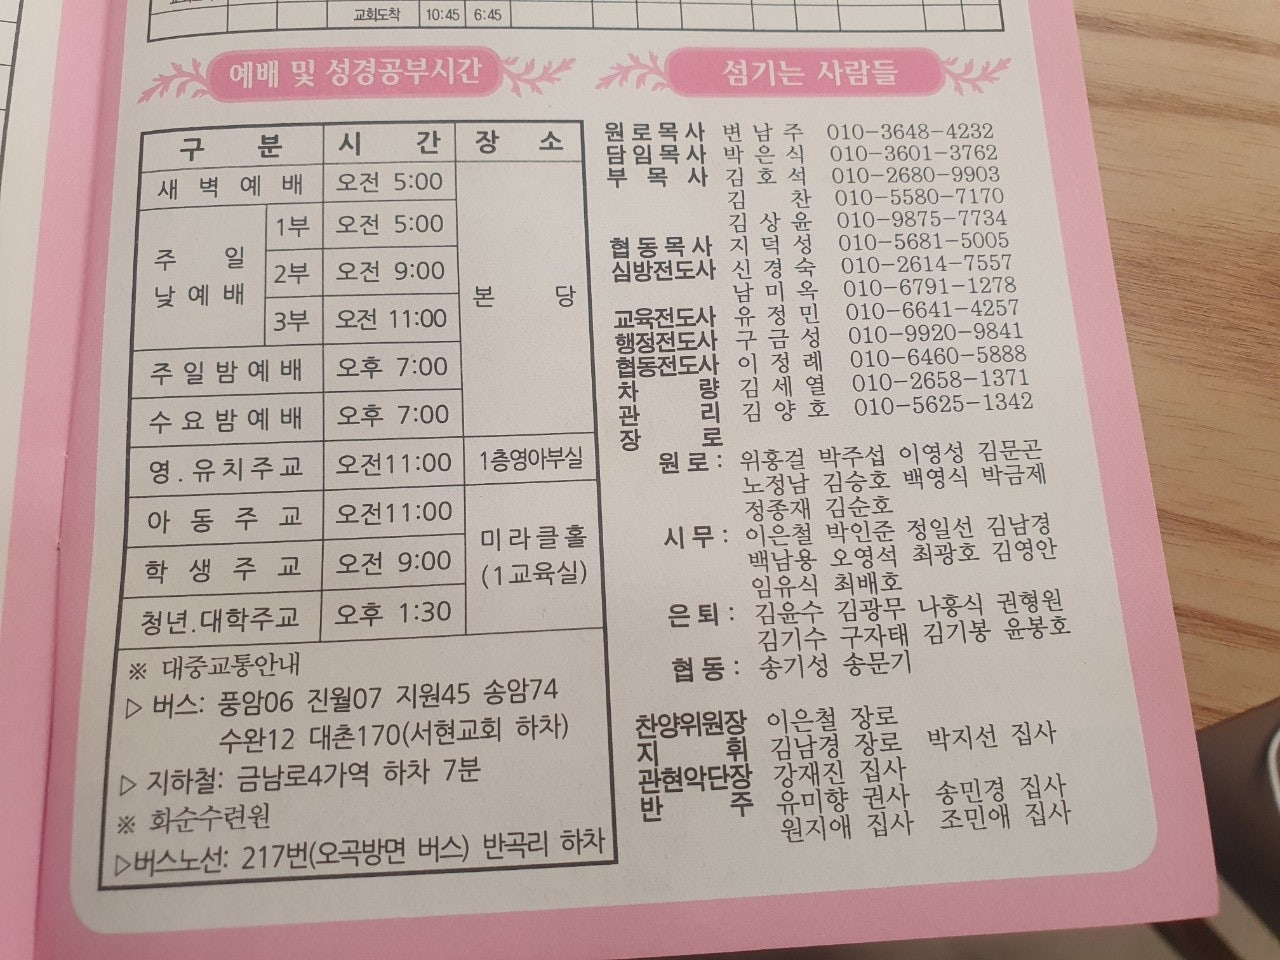 교회도착 10:45 6:45
예배 및 성경공부시간
구 분 시 간 장 소
새 벽 예 배 오전 5:00
주 일 낮 예 배 1부 오전 5:00
2부 오전 9:00
3부 오전 11:00
본 당
주 일 밤 예 배 오후 7:00
수 요 밤 예 배 오후 7:00
영 . 유 치 주 교 오전11:00 1층영아부실
아 동 주 교 오전11:00
학 생 주 교 오전 9:00
미 라 클 홀
(1교육실)
청년.대학주교 오후 1:30
※ 대중교통안내
▷ 버스: 풍암06 진월07 지원45 송암74
수완12 대촌170(서현교회 하차)
▷ 지하철: 금남로4가역 하차 7분
※ 화순수련원
▷버스노선: 217번(오곡방면 버스) 반곡리 하차
섬기는 사람들
원로목사 변 남 주 010-3648-4232
담임목사 박 은 식 010-3601-3762
부 목 사 김 호 석 010-2680-9903
김 찬 010-5580-7170
김 상 윤 010-9875-7734
협동목사 지 덕 성 010-5681-5005
심방전도사 신 경 숙 010-2614-7557
남 미 옥 010-6791-1278
교육전도사 유 정 민 010-6641-4257
행정전도사 구 금 성 010-9920-9841
협동전도사 이 정 례 010-6460-5888
차 량 김 세 열 010-2658-1371
관 리 김 양 호 010-5625-1342
장 로
원로: 위홍걸 박주섭 이영성 김문곤
노정남 김승호 백영식 박금제
정종재 김순호
시무: 이은철 박인준 정일선 김남경
백남용 오영석 최광호 김영안
임유식 최배호
은퇴: 김윤수 김광무 나흥식 권형원
김기수 구자태 김기봉 윤봉호
협동: 송기성 송문기
찬양위원장 이은철 장로
지 휘 김남경 장로 박지선 집사
관현악단장 강재진 집사
반 주 유미향 권사 송민경 집사
원지애 집사 조민애 집사